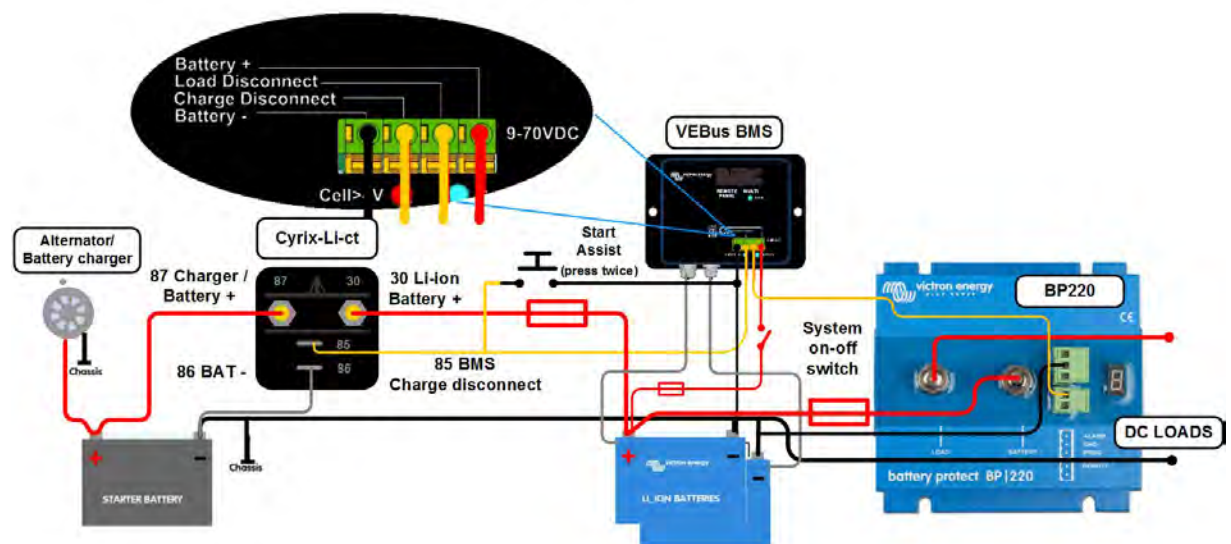 Battery +
Load Disconnect
Charge Disconnect
Battery -
9-70VDC
Cell> V
VEBus BMS
Alternator/
Battery charger
Cyrix-Li-ct
Start
Assist
(press twice)
REMOTE
PANEL
MULTI
87 Charger /
Battery +
87
30
30 Li-ion
Battery +
85
86
86 BAT -
85 BMS
Charge disconnect
System
on-off
switch
victron energy
BLUE POWER
BP220
CE
Chassis
Chassis
+
-
STARTER BATTERY
+
-
-
victron energy
LI_ION BATTERIES
LOAD
BATTERY
battery protect BP|220
DC LOADS